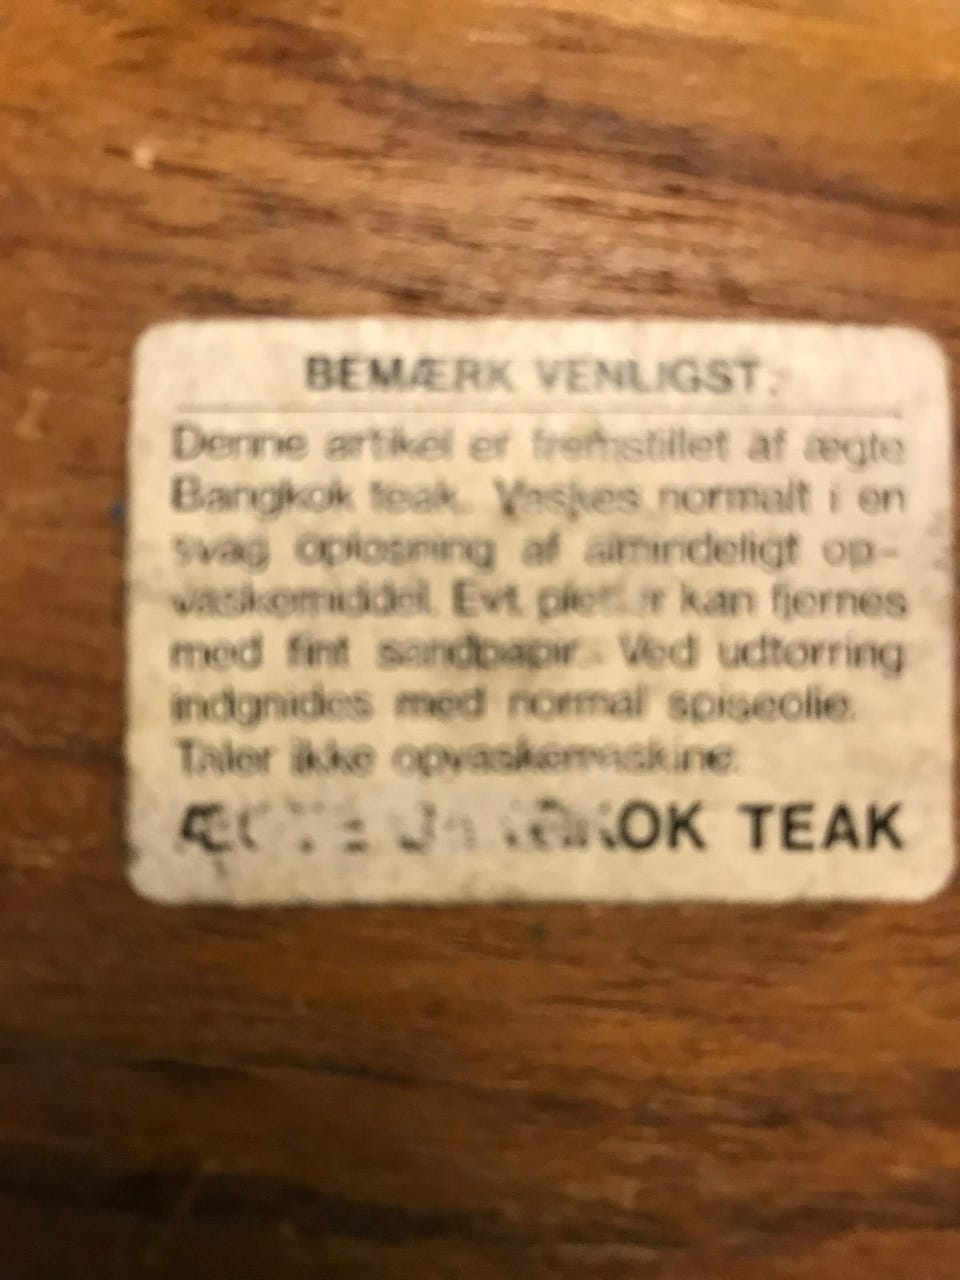 BEMÆRK VENLIGST:
Denne artikel er fremstillet af ægte
Bangkok teak. Vaskes normalt i en
svag opløsning af almindeligt op-
vaskemiddel. Evt. pletter kan fjernes
med fint sandpapir. Ved udtørring
indgnides med normal spiseolie.
Tåler ikke opvaskemaskine.
OK TEAK